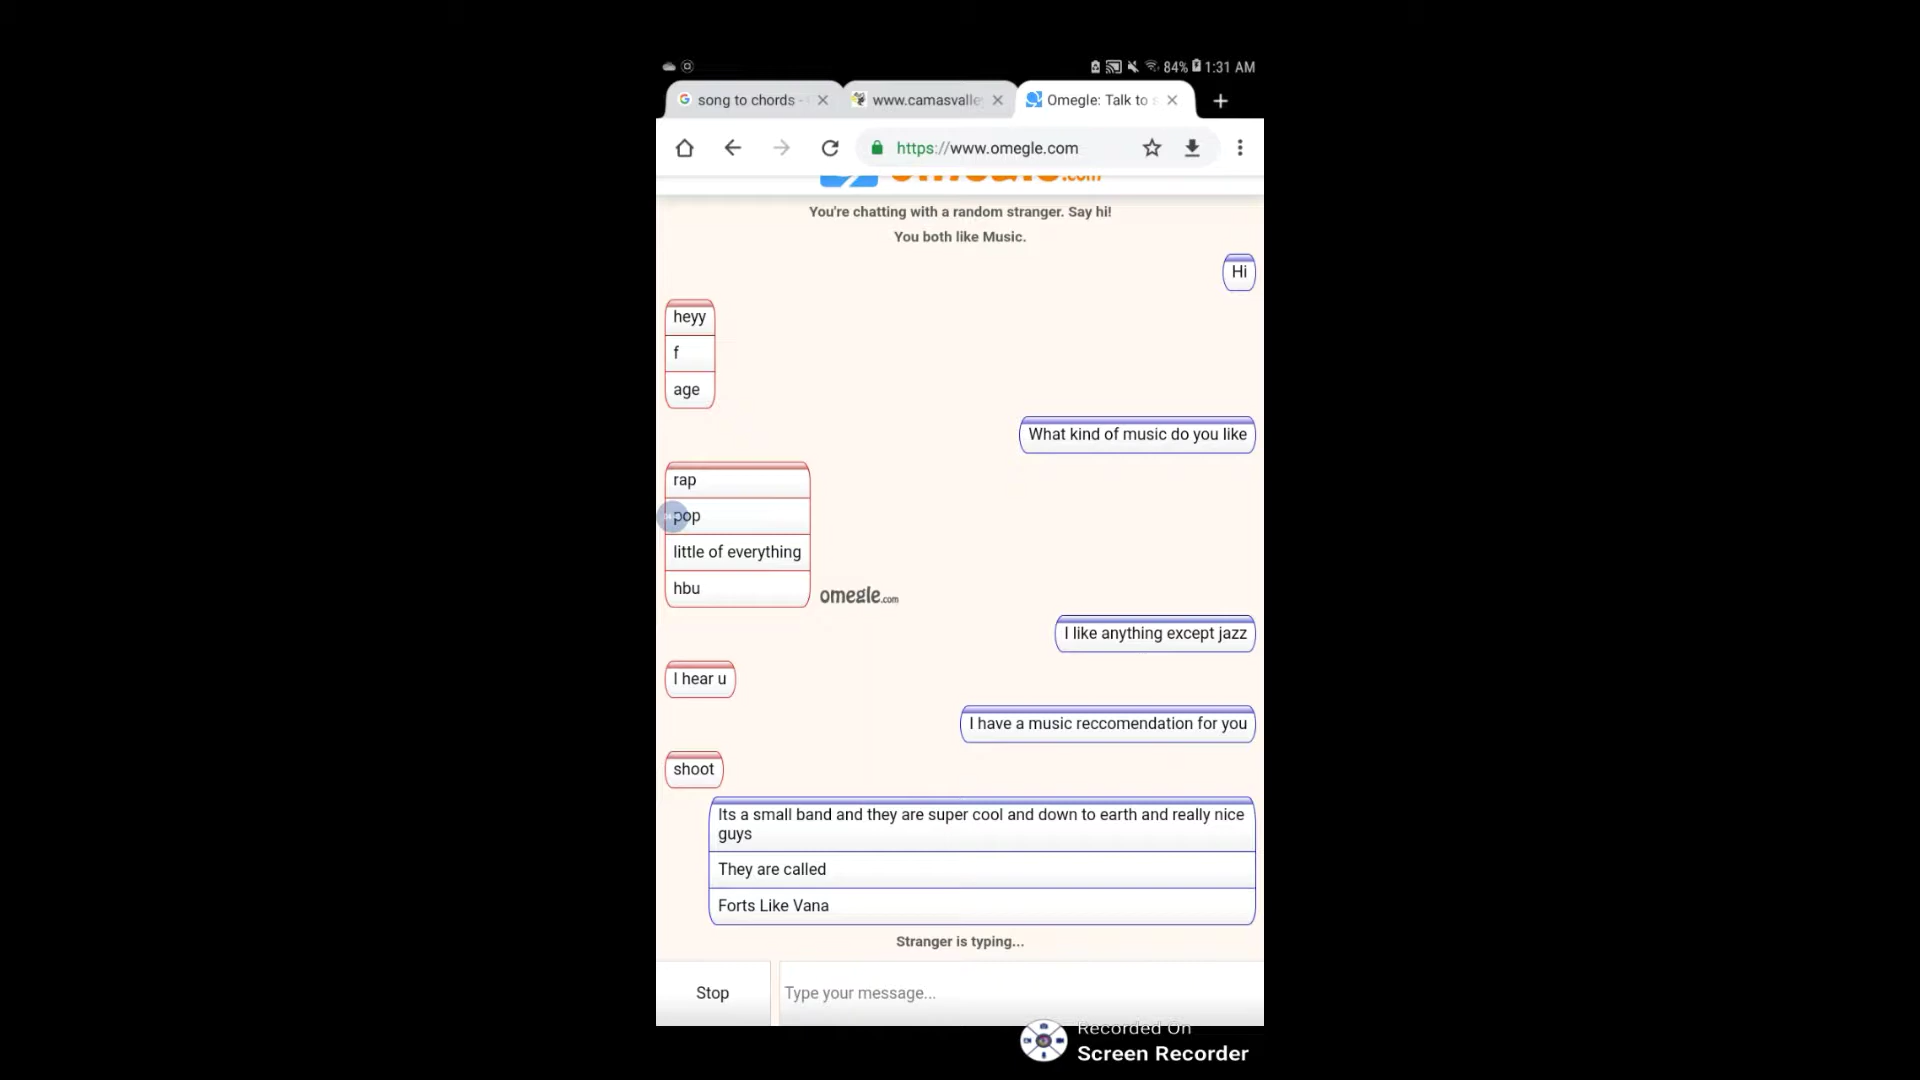 84% 1:31 AM
song to chords -
www.camasvalle
Omegle: Talk to s
https://www.omegle.com
.com
You're chatting with a random stranger. Say hi!
You both like Music.
Hi
heyy
f
age
What kind of music do you like
rap
pop
little of everything
hbu
omegle.com
I like anything except jazz
I hear u
I have a music reccomendation for you
shoot
Its a small band and they are super cool and down to earth and really nice
guys
They are called
Forts Like Vana
Stranger is typing...
Stop
Type your message...
Recorded On
Screen Recorder